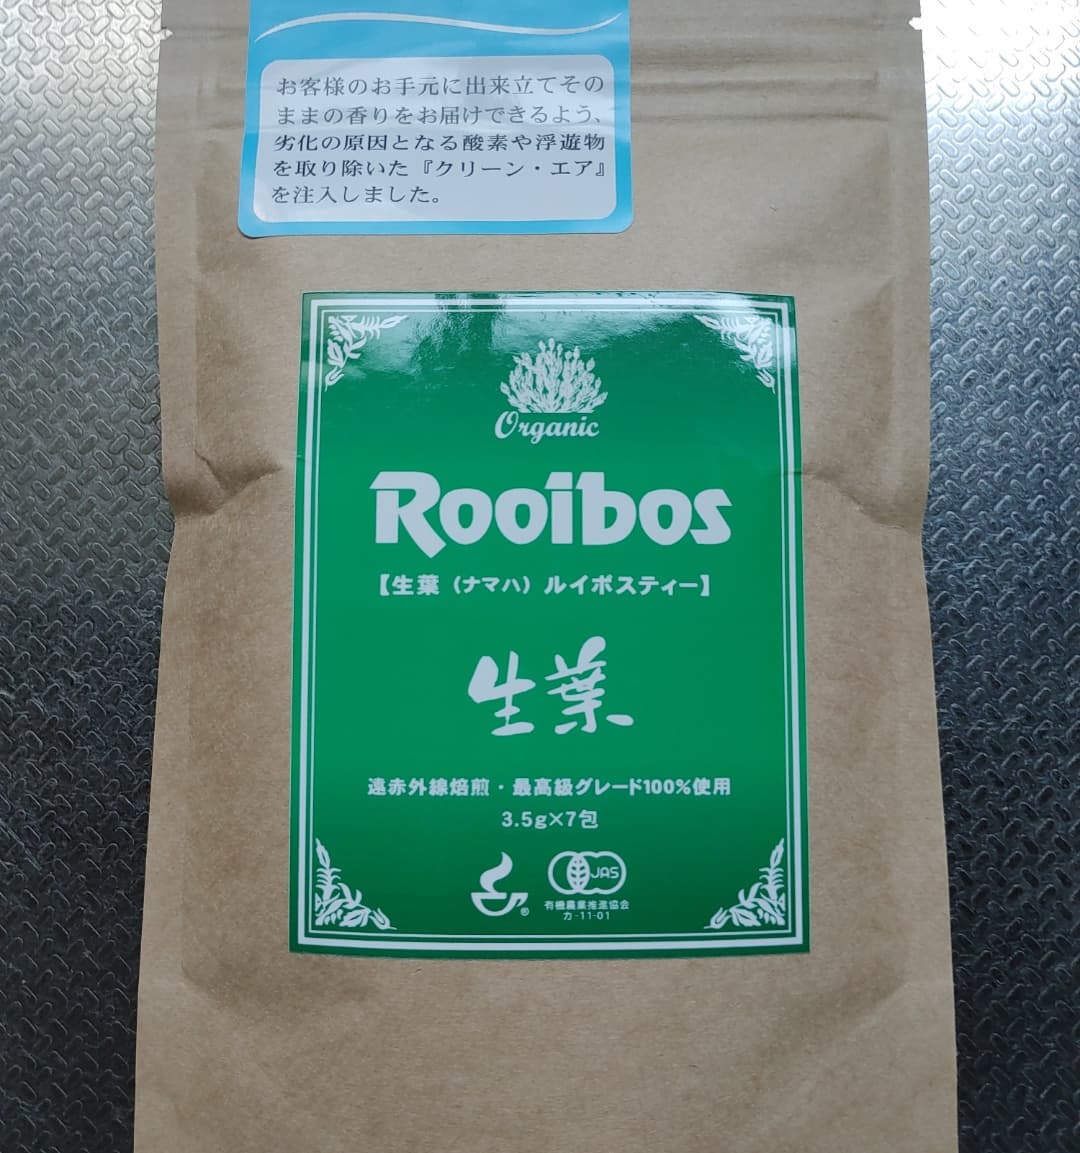 お客様のお手元に出来立てその
ままの香りをお届けできるよう、
劣化の原因となる酸素や浮遊物
を取り除いた『クリーン・エア』
を注入しました。
Organic
Rooibos
【生葉（ナマハ）ルイボスティー】
生葉
遠赤外線焙煎・最高級グレード100%使用
3.5g×7包
® JAS
有機農業推進協会
カ-11-01